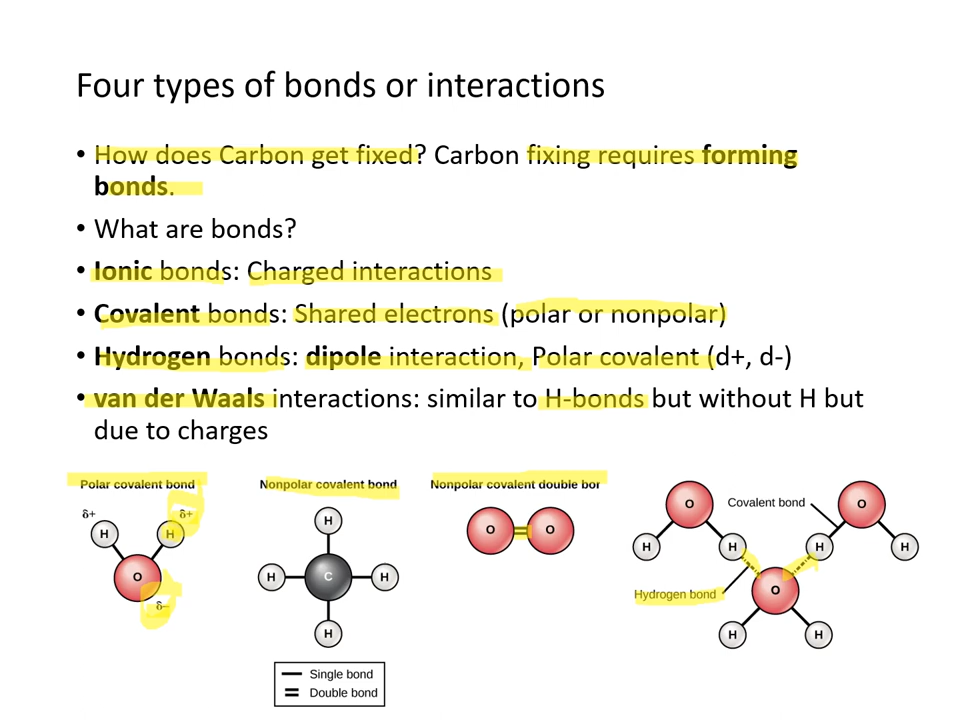 Four types of bonds or interactions
• How does Carbon get fixed? Carbon fixing requires forming
bonds.
• What are bonds?
• Ionic bonds: Charged interactions
• Covalent bonds: Shared electrons (polar or nonpolar)
• Hydrogen bonds: dipole interaction, Polar covalent (d+, d-)
• van der Waals interactions: similar to H-bonds but without H but
due to charges
Polar covalent bond
δ+ δ+
H H
O
δ–
Nonpolar covalent bond
H
H C H
H
Single bond
Double bond
Nonpolar covalent double bor
O O
O Covalent bond O
H H H H
Hydrogen bond O
H H